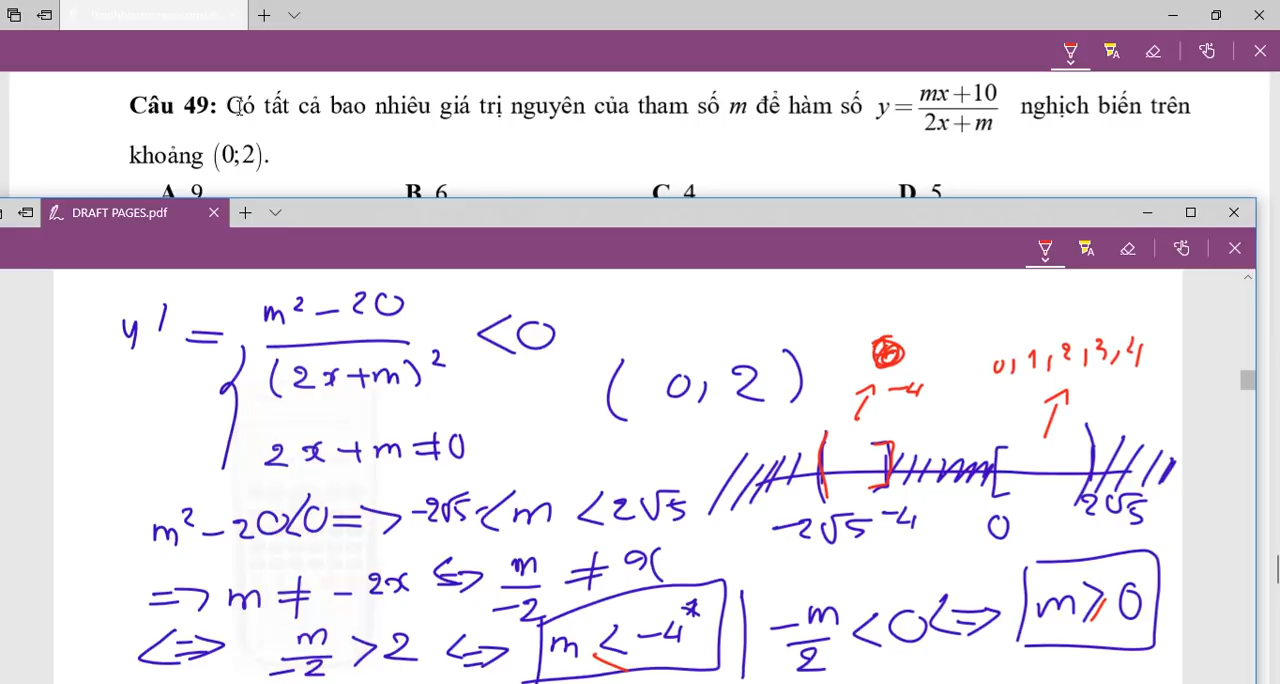 Câu 49: Có tất cả bao nhiêu giá trị nguyên của tham số m để hàm số y = (mx+10)/(2x+m) nghịch biến trên
khoảng (0;2).
A. 9 B. 6 C. 4 D. 5
DRAFT PAGES.pdf
y' = (m² - 20)/(2x+m)² < 0
2x + m ≠ 0
(0, 2)
-4
0, 1, 2, 3, 4
-2√5 -4 0 2√5
m² - 20 < 0 => -2√5 < m < 2√5
=> m ≠ -2x <=> m/-2 ≠ x
<=> m/-2 > 2 <=> m ≤ -4 | -m/2 < 0 <=> m ≥ 0